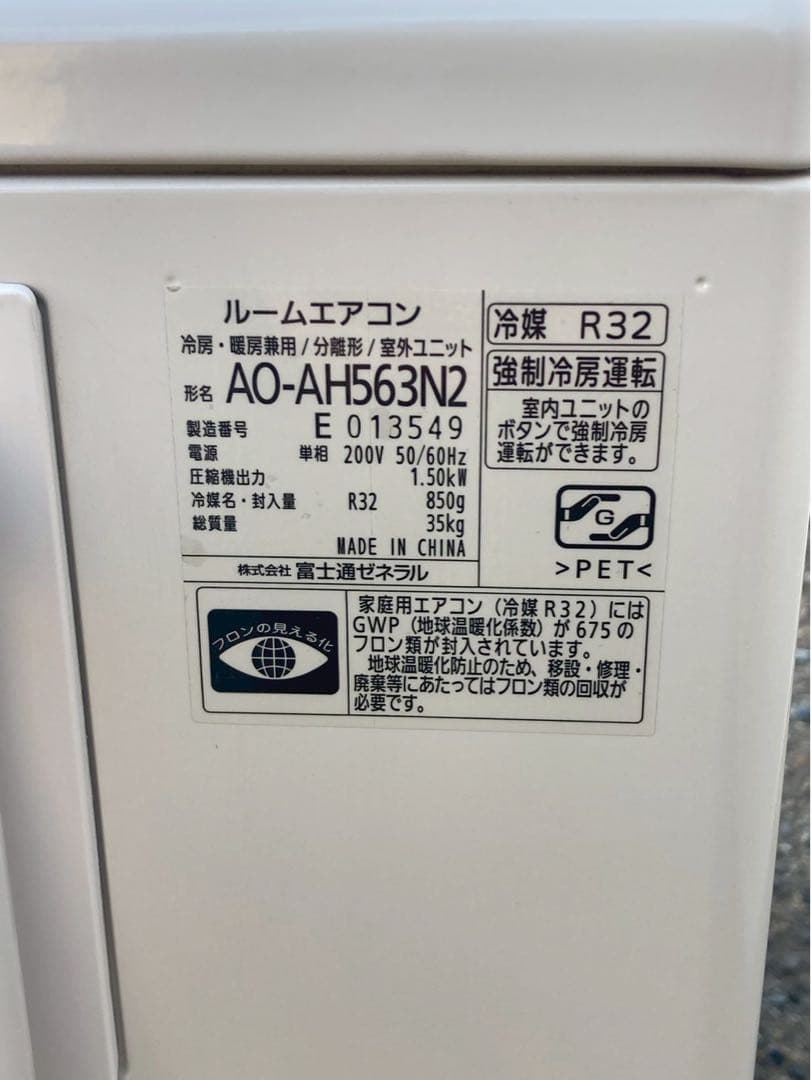 ルームエアコン
冷房・暖房兼用/分離形/室外ユニット
形名 AO-AH563N2
製造番号 E 013549
電源 単相 200V 50/60Hz
圧縮機出力 1.50kW
冷媒名・封入量 R32 850g
総質量 35kg
MADE IN CHINA
株式会社 富士通ゼネラル
冷媒 R32
強制冷房運転
室内ユニットの
ボタンで強制冷房
運転ができます。
G
>PET<
フロンの見える化
家庭用エアコン(冷媒R32)には
GWP(地球温暖化係数)が675の
フロン類が封入されています。
地球温暖化防止のため、移設・修理・
廃棄等にあたってはフロン類の回収が
必要です。